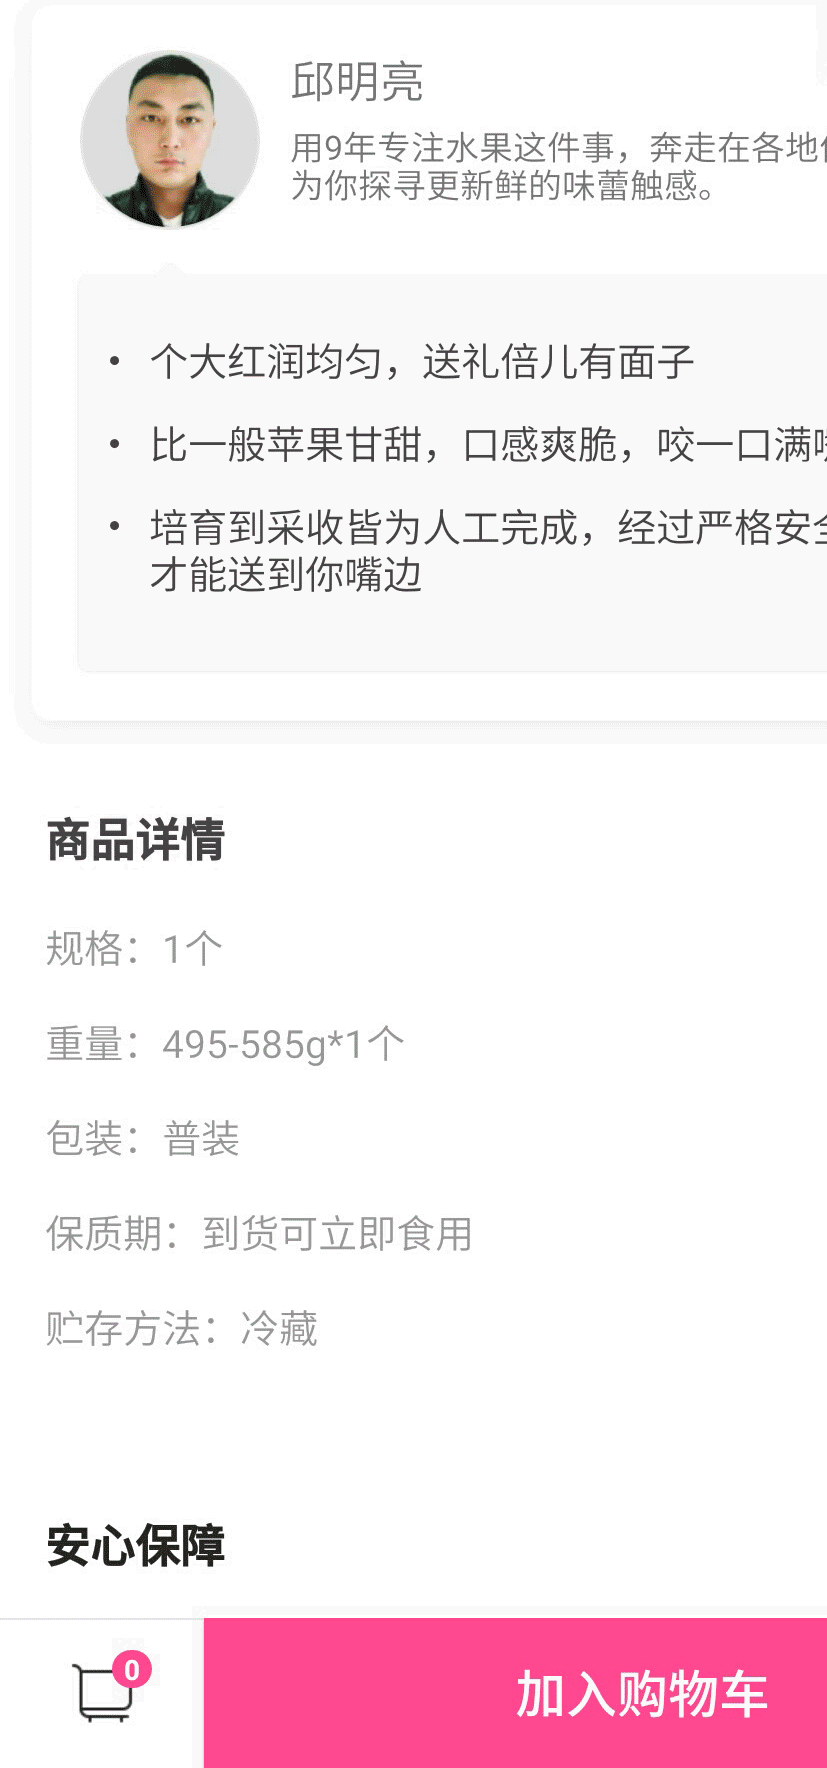 邱明亮
用9年专注水果这件事，奔走在各地
为你探寻更新鲜的味蕾触感。
• 个大红润均匀，送礼倍儿有面子
• 比一般苹果甘甜，口感爽脆，咬一口满
• 培育到采收皆为人工完成，经过严格安全
才能送到你嘴边
商品详情
规格：1个
重量：495-585g*1个
包装：普装
保质期：到货可立即食用
贮存方法：冷藏
安心保障
0
加入购物车